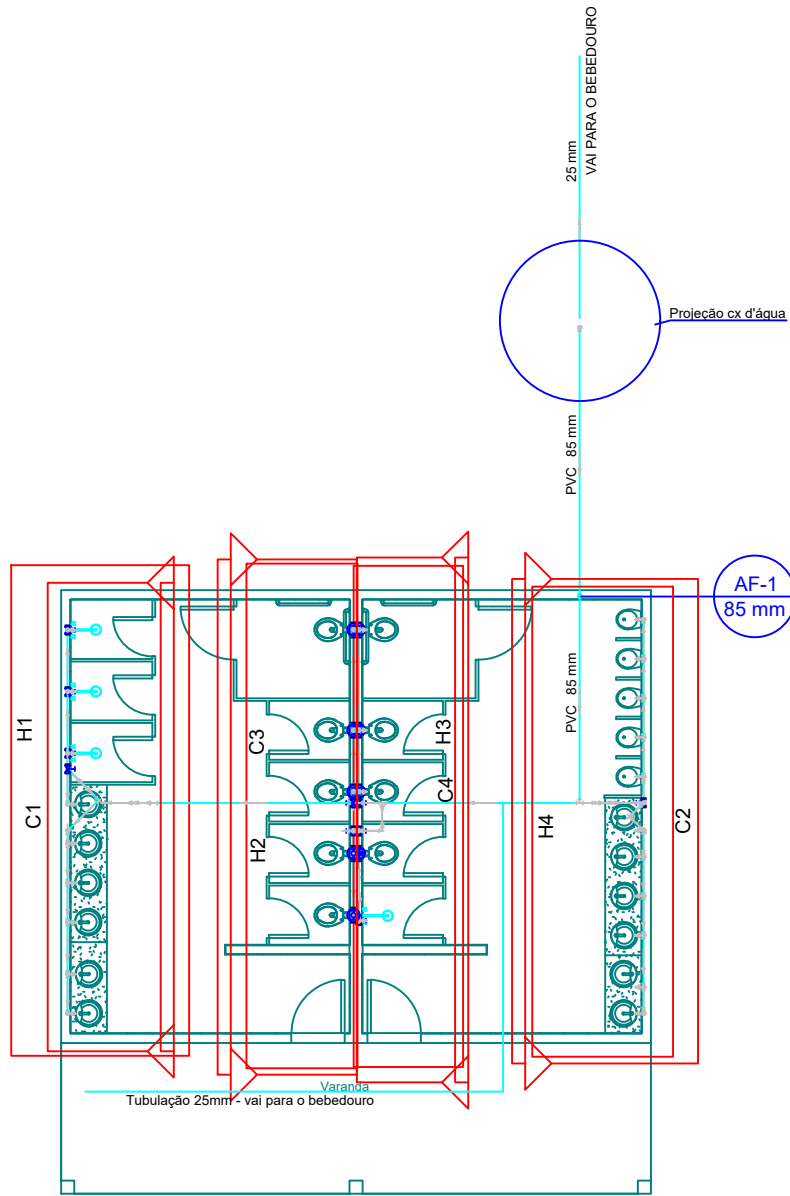 VAI PARA O BEBEDOURO
25 mm
Projeção cx d'água
PVC 85 mm
AF-1
85 mm
PVC 85 mm
H1
C1
C3
H3
C4
H2
H4
C2
Varanda
Tubulação 25mm - vai para o bebedouro